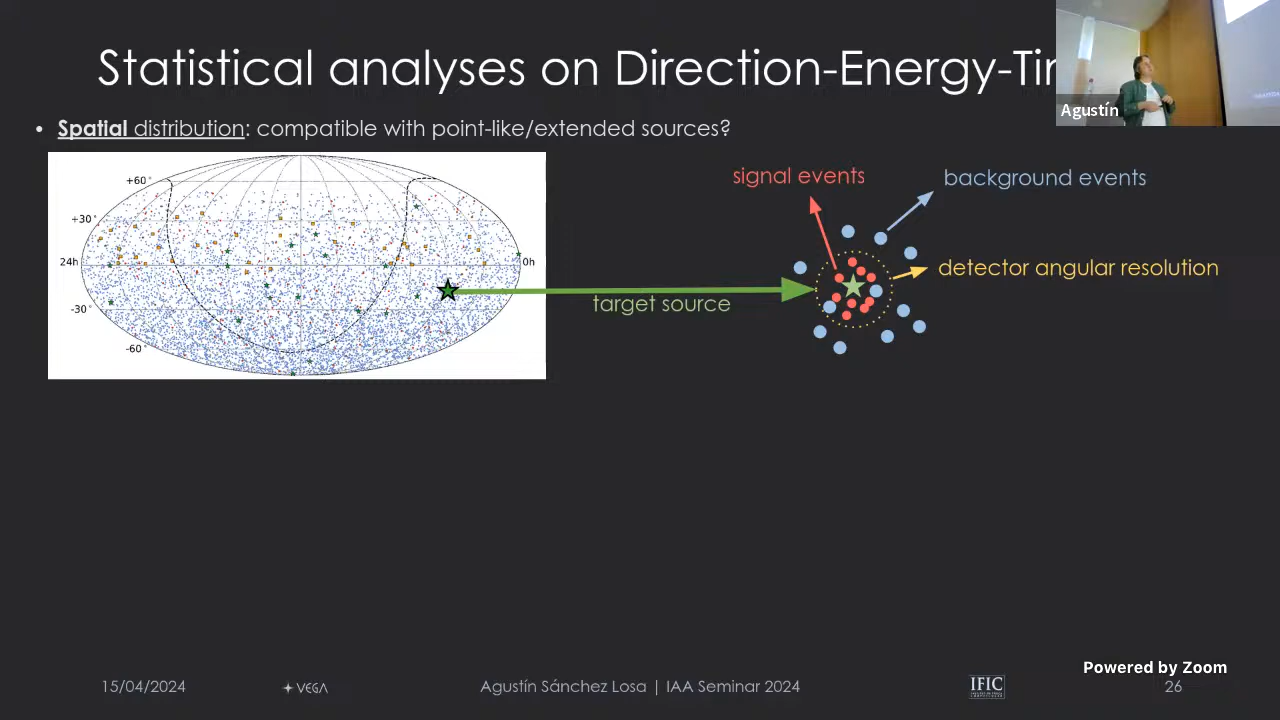 Statistical analyses on Direction-Energy-Ti
Agustín
• Spatial distribution: compatible with point-like/extended sources?
+60°
+30°
24h
0h
-30°
-60°
signal events
background events
detector angular resolution
target source
Powered by Zoom
15/04/2024
VEGA
Agustín Sánchez Losa | IAA Seminar 2024
IFIC
26